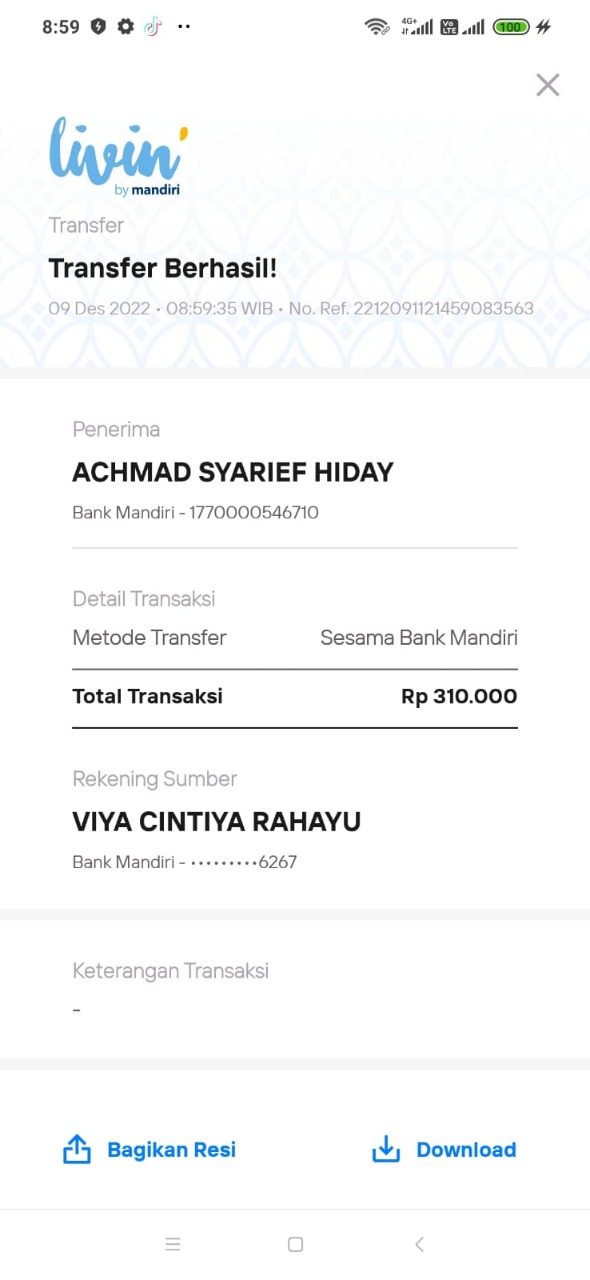 8:59
4G+
VoLTE
100
livin'
by mandiri
Transfer
Transfer Berhasil!
09 Des 2022 • 08:59:35 WIB • No. Ref. 2212091121459083563
Penerima
ACHMAD SYARIEF HIDAY
Bank Mandiri - 1770000546710
Detail Transaksi
Metode Transfer Sesama Bank Mandiri
Total Transaksi Rp 310.000
Rekening Sumber
VIYA CINTIYA RAHAYU
Bank Mandiri - •••••••••6267
Keterangan Transaksi
-
Bagikan Resi Download